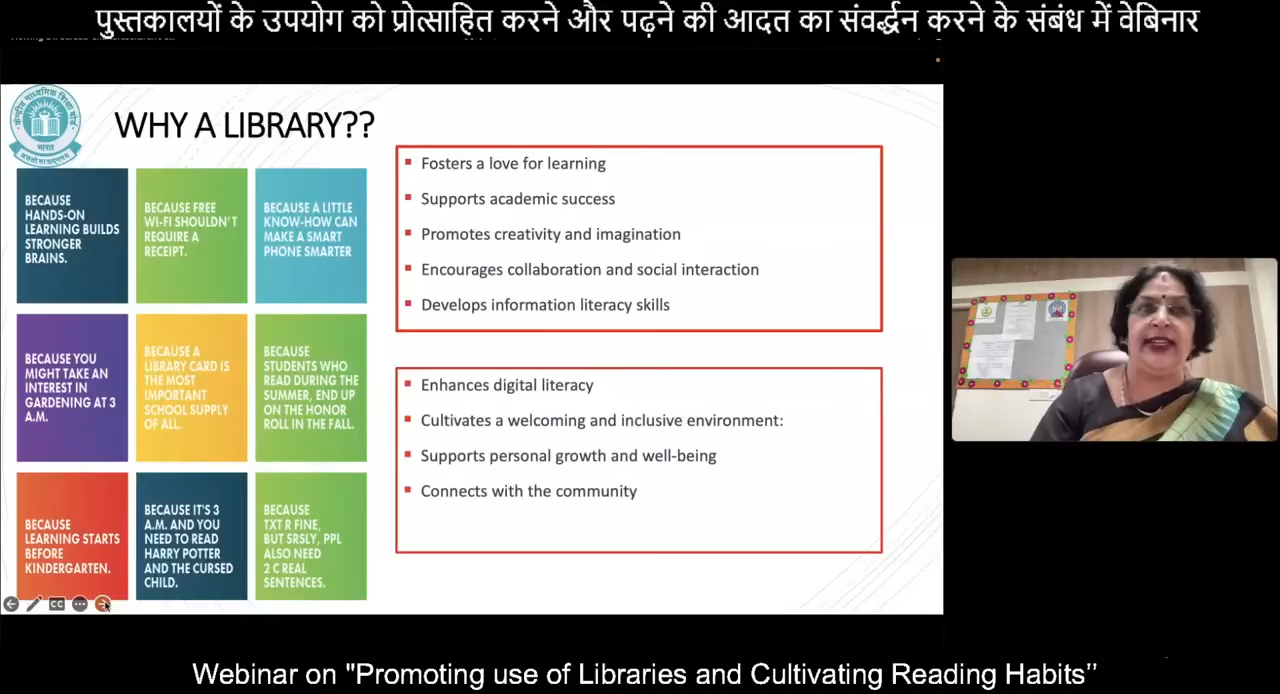 पुस्तकालयों के उपयोग को प्रोत्साहित करने और पढ़ने की आदत का संवर्द्धन करने के संबंध में वेबिनार
केन्द्रीय माध्यमिक शिक्षा बोर्ड
भारत
असतो मा सद्गमय
WHY A LIBRARY??
BECAUSE
HANDS-ON
LEARNING BUILDS
STRONGER
BRAINS.
BECAUSE FREE
WI-FI SHOULDN'T
REQUIRE A
RECEIPT.
BECAUSE A LITTLE
KNOW-HOW CAN
MAKE A SMART
PHONE SMARTER
BECAUSE YOU
MIGHT TAKE AN
INTEREST IN
GARDENING AT 3
A.M.
BECAUSE A
LIBRARY CARD IS
THE MOST
IMPORTANT
SCHOOL SUPPLY
OF ALL.
BECAUSE
STUDENTS WHO
READ DURING THE
SUMMER, END UP
ON THE HONOR
ROLL IN THE FALL.
BECAUSE
LEARNING STARTS
BEFORE
KINDERGARTEN.
BECAUSE IT'S 3
A.M. AND YOU
NEED TO READ
HARRY POTTER
AND THE CURSED
CHILD.
BECAUSE
TXT R FINE,
BUT SRSLY, PPL
ALSO NEED
2 C REAL
SENTENCES.
Fosters a love for learning
Supports academic success
Promotes creativity and imagination
Encourages collaboration and social interaction
Develops information literacy skills
Enhances digital literacy
Cultivates a welcoming and inclusive environment:
Supports personal growth and well-being
Connects with the community
CC
Webinar on "Promoting use of Libraries and Cultivating Reading Habits''